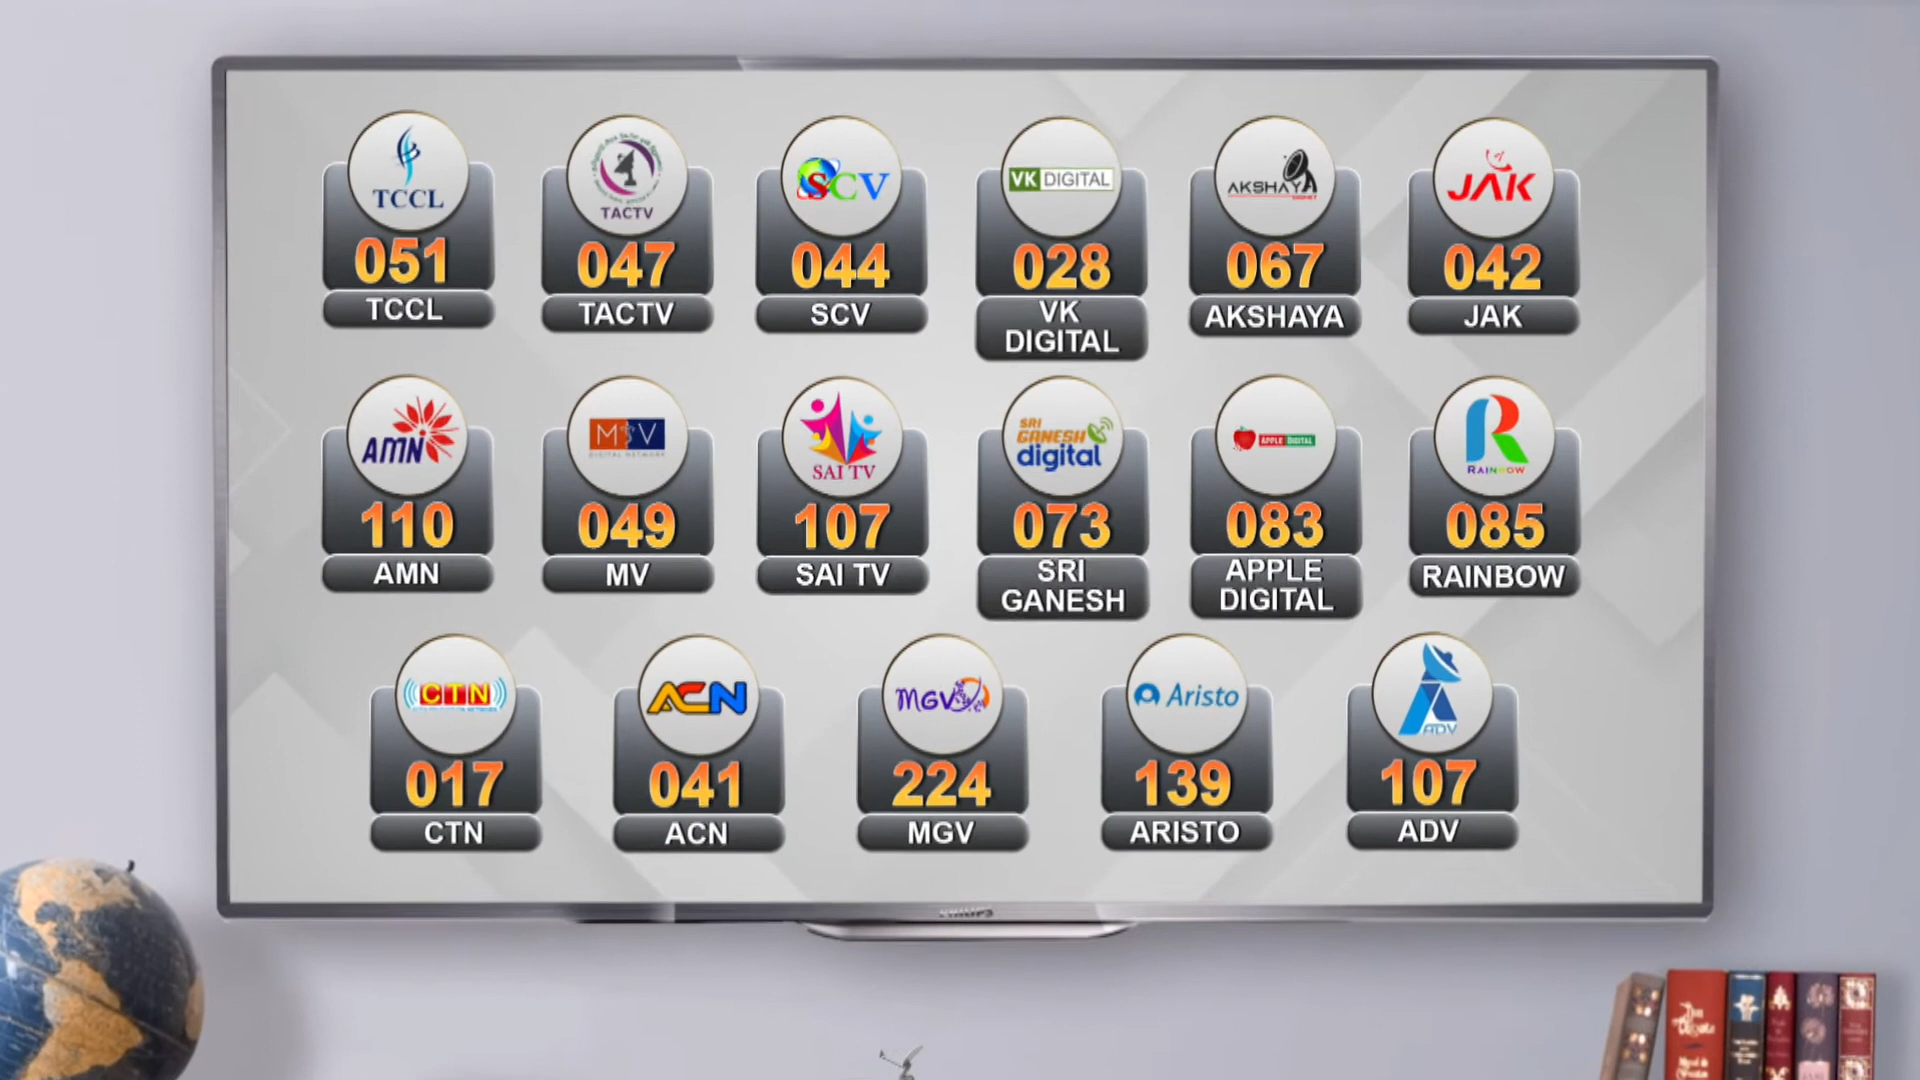 TCCL
TACTV
SCV
VK DIGITAL
AKSHAYA
JAK
051
047
044
028
067
042
TCCL
TACTV
SCV
VK
DIGITAL
AKSHAYA
JAK
AMN
MV
DIGITAL NETWORK
SAI TV
SRI
GANESH
digital
APPLE DIGITAL
RAINBOW
110
049
107
073
083
085
AMN
MV
SAI TV
SRI
GANESH
APPLE
DIGITAL
RAINBOW
CTN
ACN
MGV
Aristo
ADV
017
041
224
139
107
CTN
ACN
MGV
ARISTO
ADV
PHILIPS